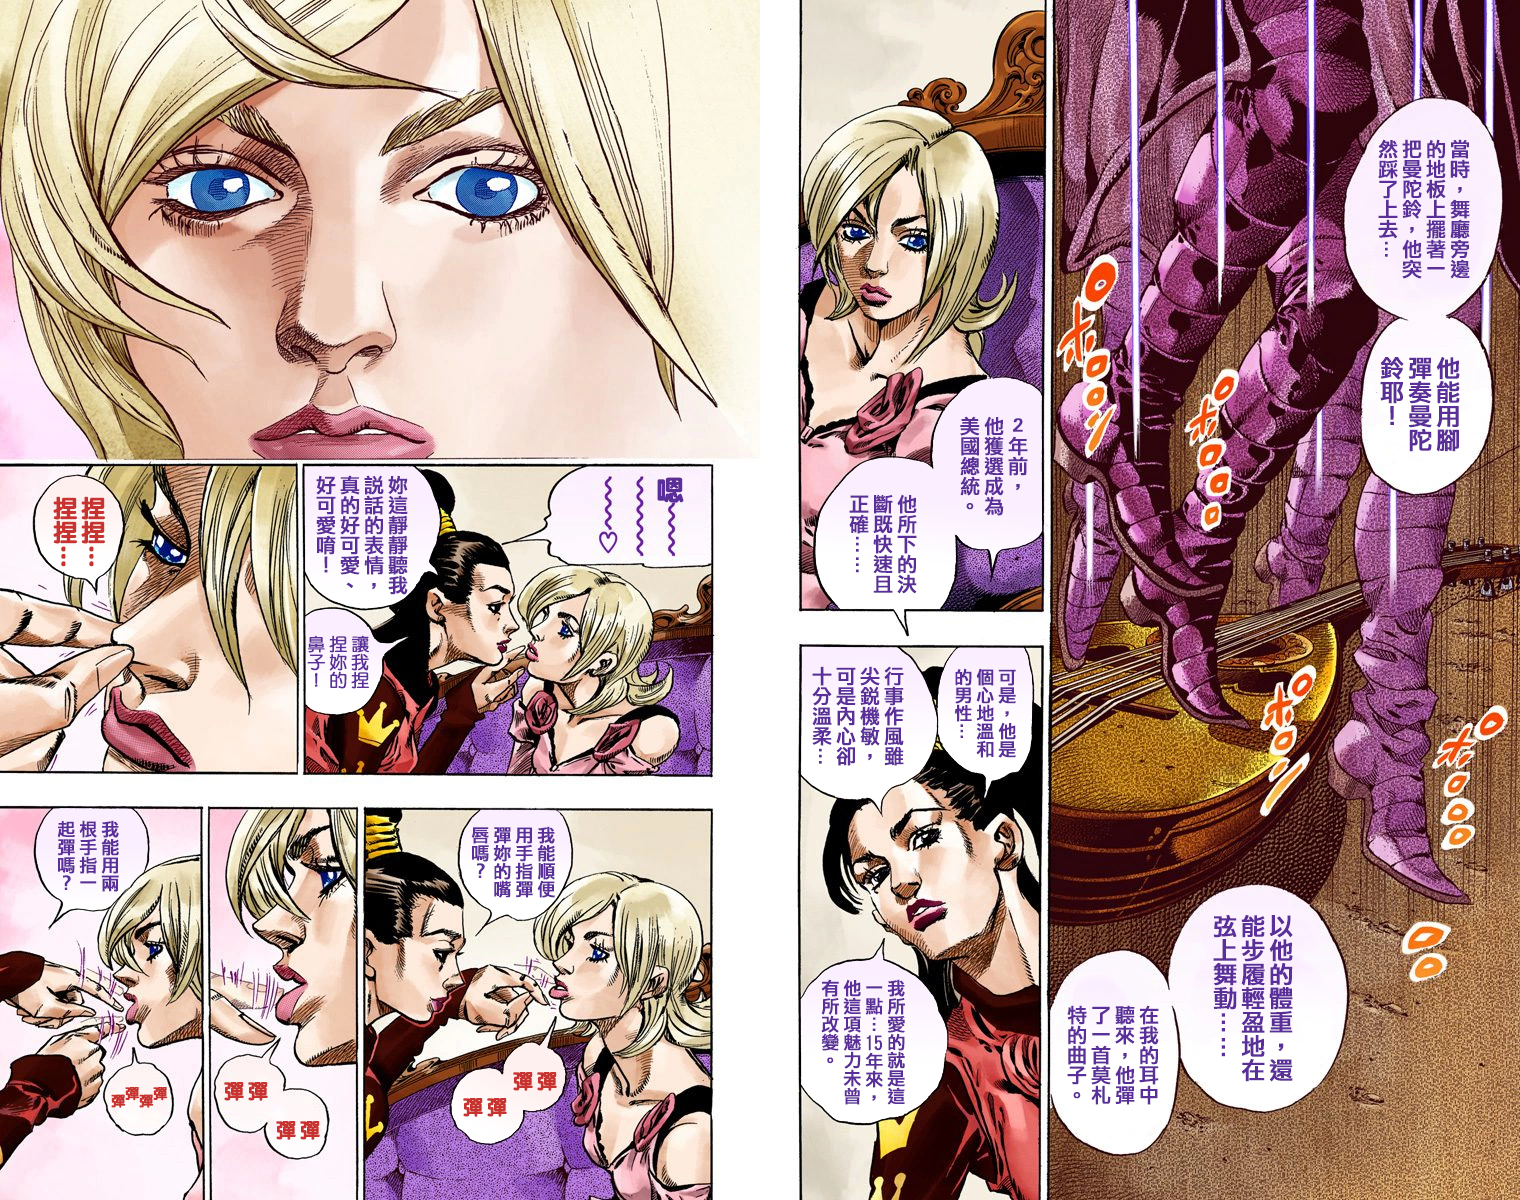 當時，舞廳旁邊
的地板上擺著一
把曼陀鈴，他突
然踩了上去…
他能用腳
彈奏曼陀
鈴耶！
ポロロン
ポロロロ
ポロン
ポロロロ
ロロ
以他的體重，還
能步履輕盈地在
弦上舞動……
在我的耳中
聽來，他彈
了一首莫札
特的曲子。
2年前，
他獲選成為
美國總統。
他所下的決
斷既快速且
正確……
可是，他是
個心地溫和
的男性…
行事作風雖
尖銳機敏，
可是內心卻
十分溫柔…
我所愛的就是這
一點…15年來，
他這項魅力未曾
有所改變。
嗯～～～
～～～～
～～～♡
妳這靜靜聽我
說話的表情，
真的好可愛、
好可愛唷！
讓我捏
捏妳的
鼻子！
捏捏…
捏捏…
我能順便
用手指彈
彈妳的嘴
唇嗎？
彈彈
彈彈
彈彈
彈彈
我能用兩
根手指一
起彈嗎？
彈彈彈彈